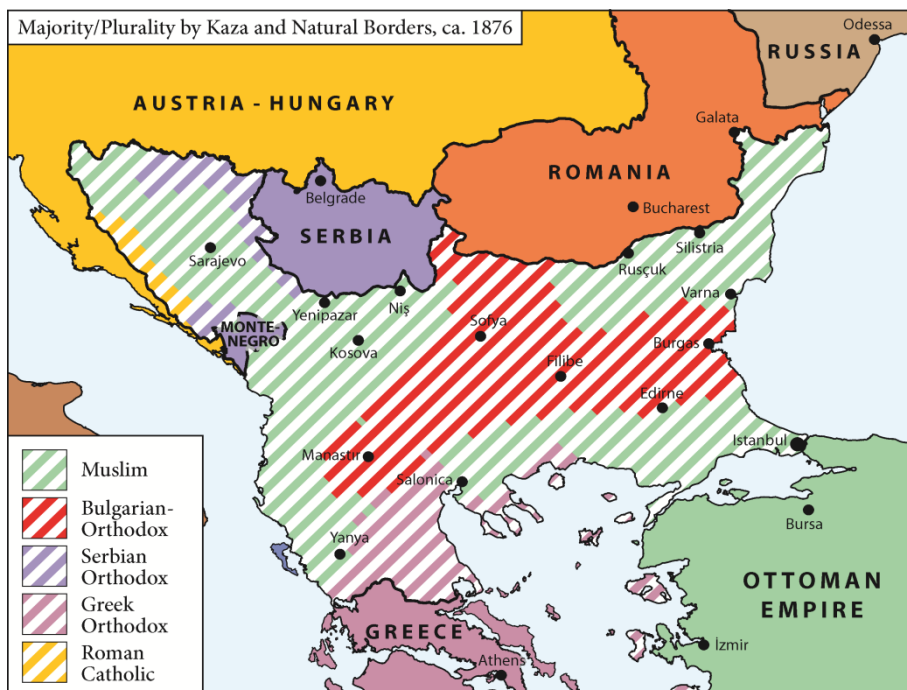 Majority/Plurality by Kaza and Natural Borders, ca. 1876
Odessa
RUSSIA
AUSTRIA - HUNGARY
Galata
ROMANIA
Belgrade
Bucharest
SERBIA
Silistria
Sarajevo
Rusçuk
Niş
Varna
Yenipazar
MONTE-
NEGRO
Sofya
Kosova
Burgas
Filibe
Edirne
Istanbul
Manastır
Salonica
Bursa
Yanya
OTTOMAN
EMPIRE
GREECE
İzmir
Athens
Muslim
Bulgarian-
Orthodox
Serbian
Orthodox
Greek
Orthodox
Roman
Catholic